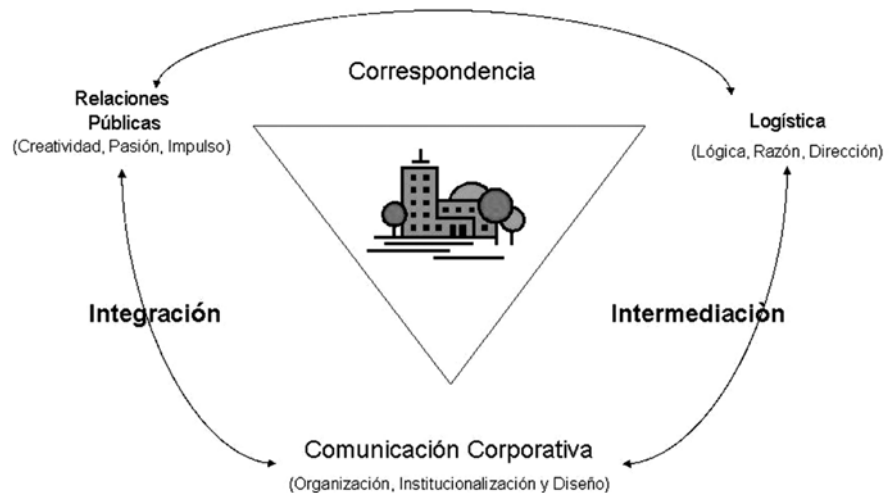 Correspondencia
Relaciones
Públicas
(Creatividad, Pasión, Impulso)
Logística
(Lógica, Razón, Dirección)
Integración
Intermediaciòn
Comunicación Corporativa
(Organización, Institucionalización y Diseño)